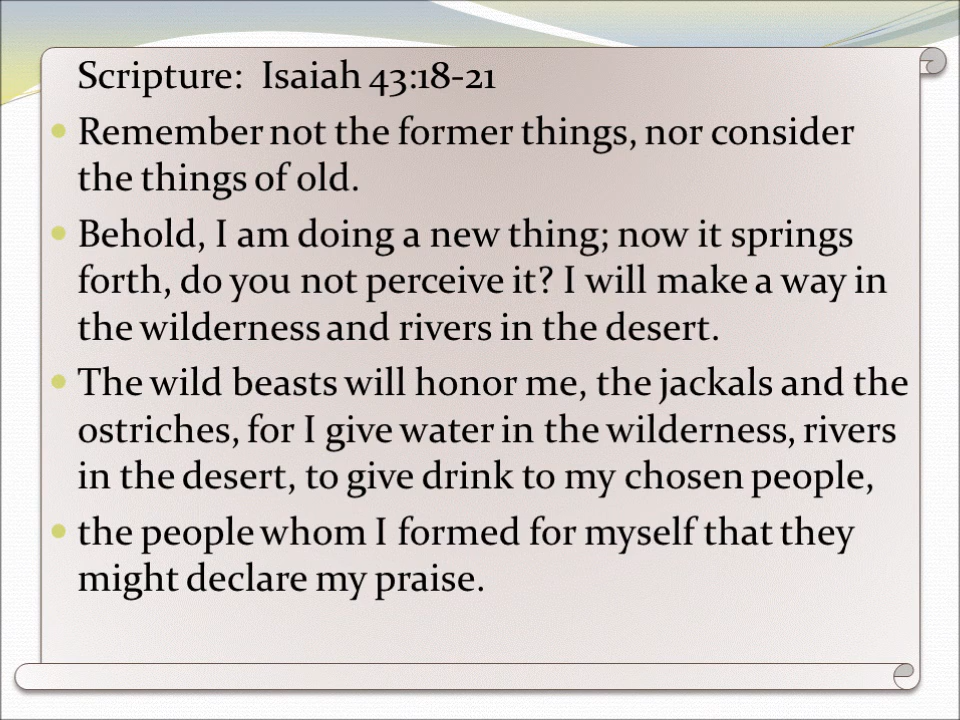 Scripture:  Isaiah 43:18-21
Remember not the former things, nor consider
the things of old.
Behold, I am doing a new thing; now it springs
forth, do you not perceive it? I will make a way in
the wilderness and rivers in the desert.
The wild beasts will honor me, the jackals and the
ostriches, for I give water in the wilderness, rivers
in the desert, to give drink to my chosen people,
the people whom I formed for myself that they
might declare my praise.